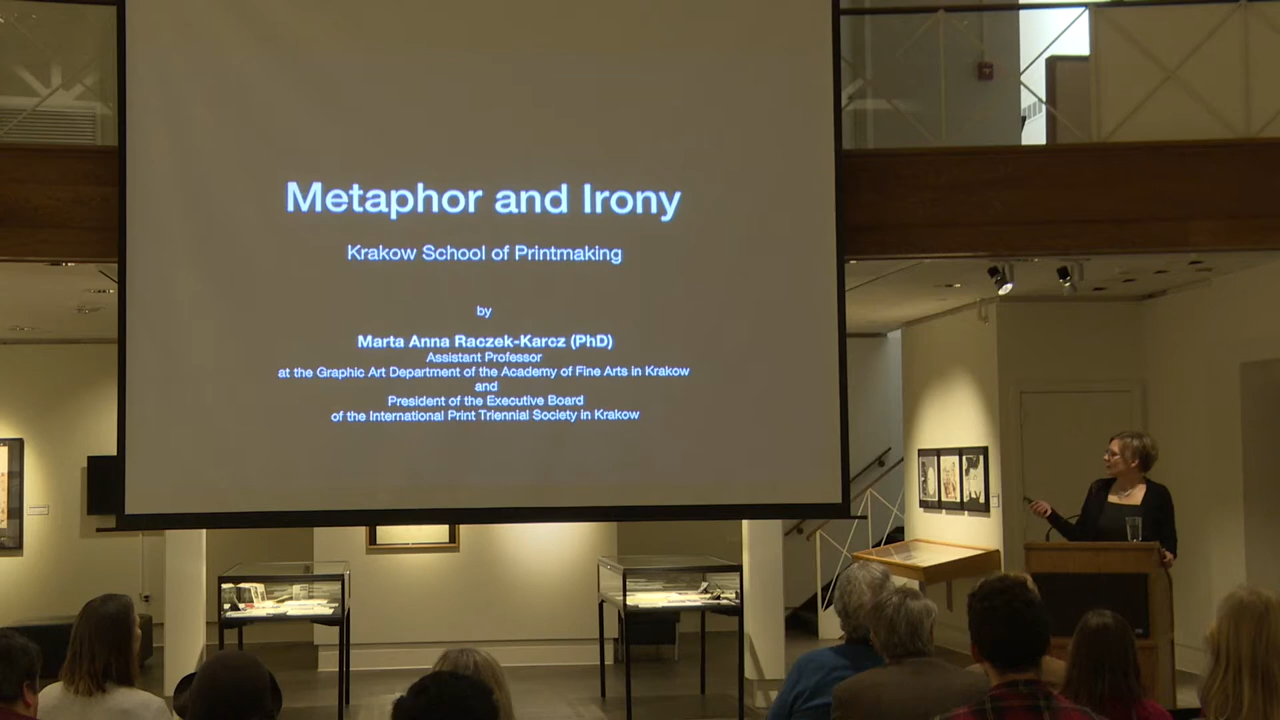 Metaphor and Irony
Krakow School of Printmaking
by
Marta Anna Raczek-Karcz (PhD)
Assistant Professor
at the Graphic Art Department of the Academy of Fine Arts in Krakow
and
President of the Executive Board
of the International Print Triennial Society in Krakow